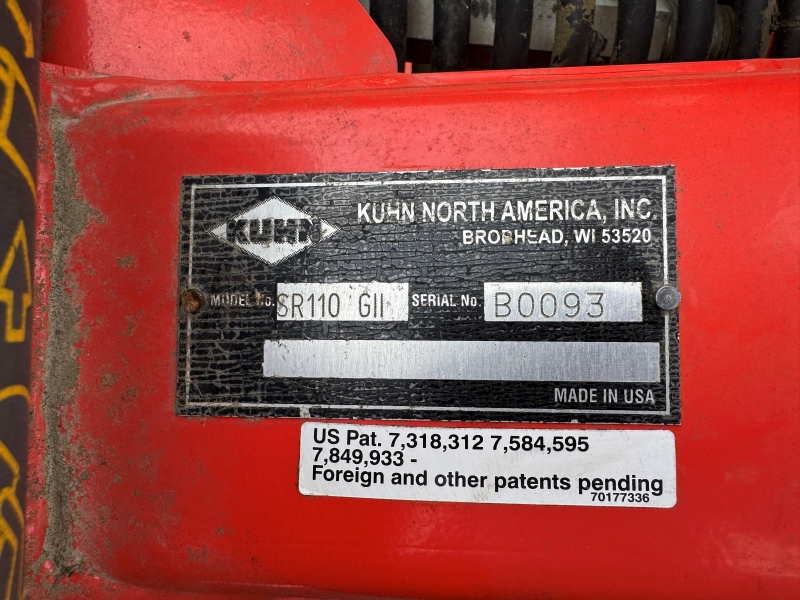 KUHN
KUHN NORTH AMERICA, INC
BRODHEAD, WI 53520
MODEL No. SR110 GII SERIAL No. B0093
MADE IN USA
US Pat. 7,318,312 7,584,595
7,849,933 -
Foreign and other patents pending
70177336